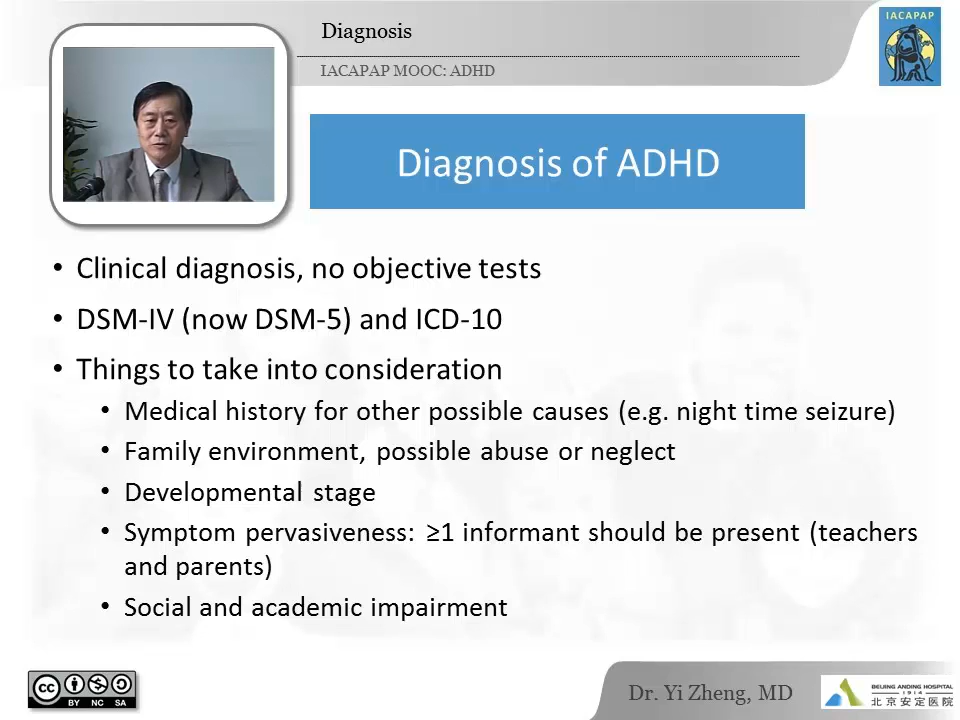 Diagnosis
IACAPAP MOOC: ADHD
IACAPAP
Diagnosis of ADHD
• Clinical diagnosis, no objective tests
• DSM-IV (now DSM-5) and ICD-10
• Things to take into consideration
• Medical history for other possible causes (e.g. night time seizure)
• Family environment, possible abuse or neglect
• Developmental stage
• Symptom pervasiveness: ≥1 informant should be present (teachers
and parents)
• Social and academic impairment
cc
BY NC SA
Dr. Yi Zheng, MD
BEIJING ANDING HOSPITAL
1914
北京安定医院